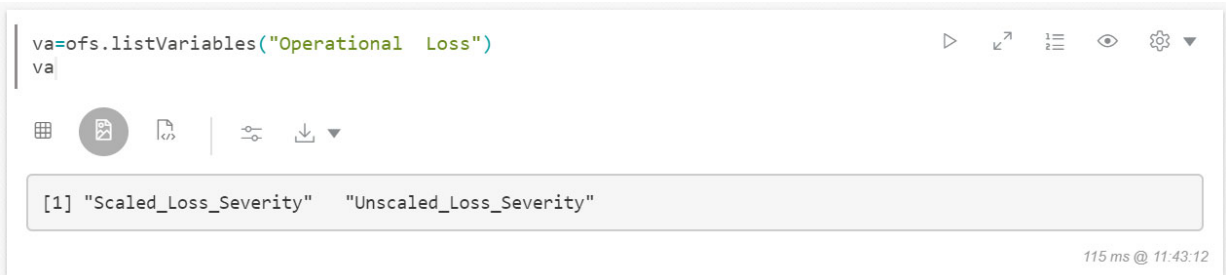 va=ofs.listVariables("Operational  Loss")
va
[1] "Scaled_Loss_Severity"   "Unscaled_Loss_Severity"
115 ms @ 11:43:12